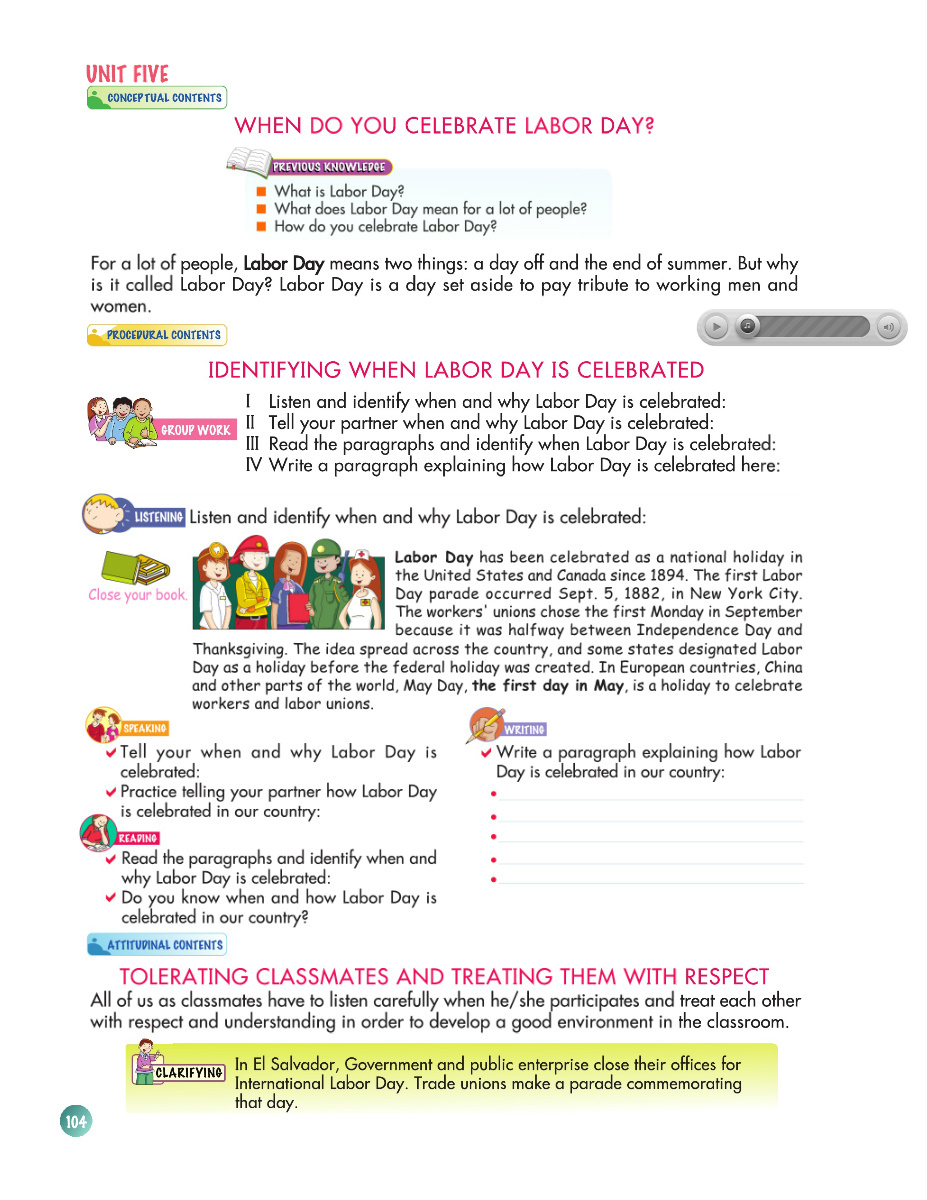 UNIT FIVE
CONCEPTUAL CONTENTS
WHEN DO YOU CELEBRATE LABOR DAY?
PREVIOUS KNOWLEDGE
What is Labor Day?
What does Labor Day mean for a lot of people?
How do you celebrate Labor Day?
For a lot of people, Labor Day means two things: a day off and the end of summer. But why
is it called Labor Day? Labor Day is a day set aside to pay tribute to working men and
women.
PROCEDURAL CONTENTS
IDENTIFYING WHEN LABOR DAY IS CELEBRATED
GROUP WORK
I Listen and identify when and why Labor Day is celebrated:
II Tell your partner when and why Labor Day is celebrated:
III Read the paragraphs and identify when Labor Day is celebrated:
IV Write a paragraph explaining how Labor Day is celebrated here:
LISTENING Listen and identify when and why Labor Day is celebrated:
Close your book.
Labor Day has been celebrated as a national holiday in
the United States and Canada since 1894. The first Labor
Day parade occurred Sept. 5, 1882, in New York City.
The workers' unions chose the first Monday in September
because it was halfway between Independence Day and
Thanksgiving. The idea spread across the country, and some states designated Labor
Day as a holiday before the federal holiday was created. In European countries, China
and other parts of the world, May Day, the first day in May, is a holiday to celebrate
workers and labor unions.
SPEAKING
Tell your when and why Labor Day is
celebrated:
Practice telling your partner how Labor Day
is celebrated in our country:
READING
Read the paragraphs and identify when and
why Labor Day is celebrated:
Do you know when and how Labor Day is
celebrated in our country?
WRITING
Write a paragraph explaining how Labor
Day is celebrated in our country:
ATTITUDINAL CONTENTS
TOLERATING CLASSMATES AND TREATING THEM WITH RESPECT
All of us as classmates have to listen carefully when he/she participates and treat each other
with respect and understanding in order to develop a good environment in the classroom.
CLARIFYING
In El Salvador, Government and public enterprise close their offices for
International Labor Day. Trade unions make a parade commemorating
that day.
104